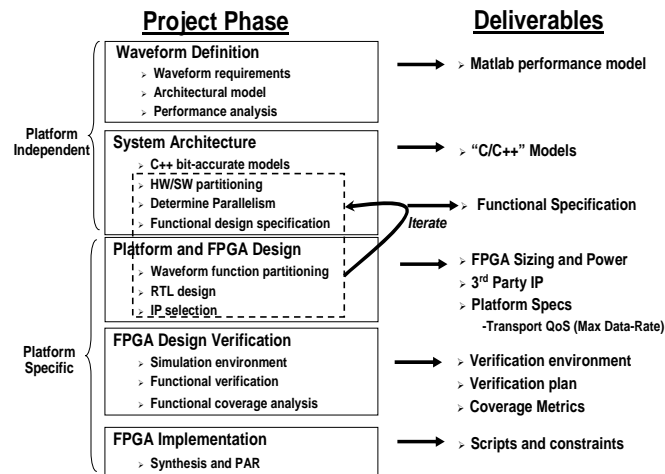 Project Phase
Deliverables
Waveform Definition
➢ Waveform requirements
➢ Architectural model
➢ Performance analysis
➢ Matlab performance model
Platform
Independent
System Architecture
➢ C++ bit-accurate models
➢ HW/SW partitioning
➢ Determine Parallelism
➢ Functional design specification
➢ “C/C++” Models
➢ Functional Specification
Iterate
Platform and FPGA Design
➢ Waveform function partitioning
➢ RTL design
➢ IP selection
➢ FPGA Sizing and Power
➢ 3rd Party IP
➢ Platform Specs
-Transport QoS (Max Data-Rate)
Platform
Specific
FPGA Design Verification
➢ Simulation environment
➢ Functional verification
➢ Functional coverage analysis
➢ Verification environment
➢ Verification plan
➢ Coverage Metrics
FPGA Implementation
➢ Synthesis and PAR
➢ Scripts and constraints